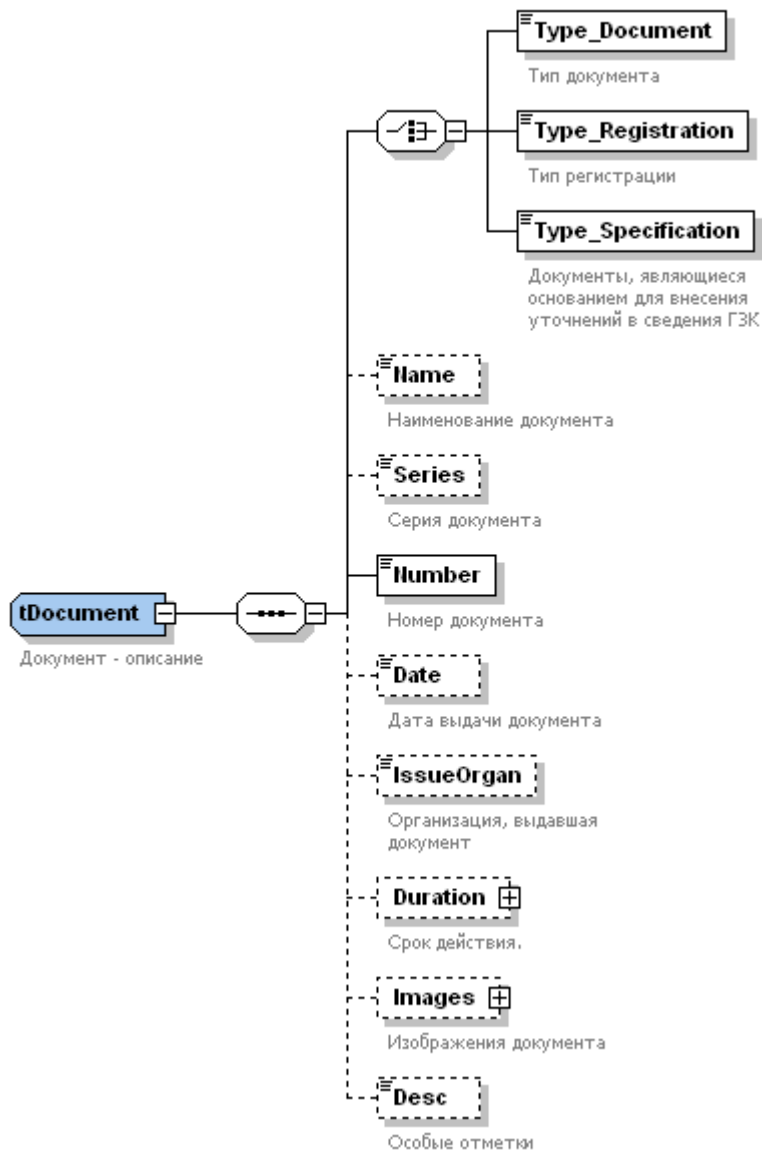 Type_Document
Тип документа
Type_Registration
Тип регистрации
Type_Specification
Документы, являющиеся
основанием для внесения
уточнений в сведения ГЗК
Name
Наименование документа
Series
Серия документа
Number
Номер документа
tDocument
Документ - описание
Date
Дата выдачи документа
IssueOrgan
Организация, выдавшая
документ
Duration
Срок действия.
Images
Изображения документа
Desc
Особые отметки